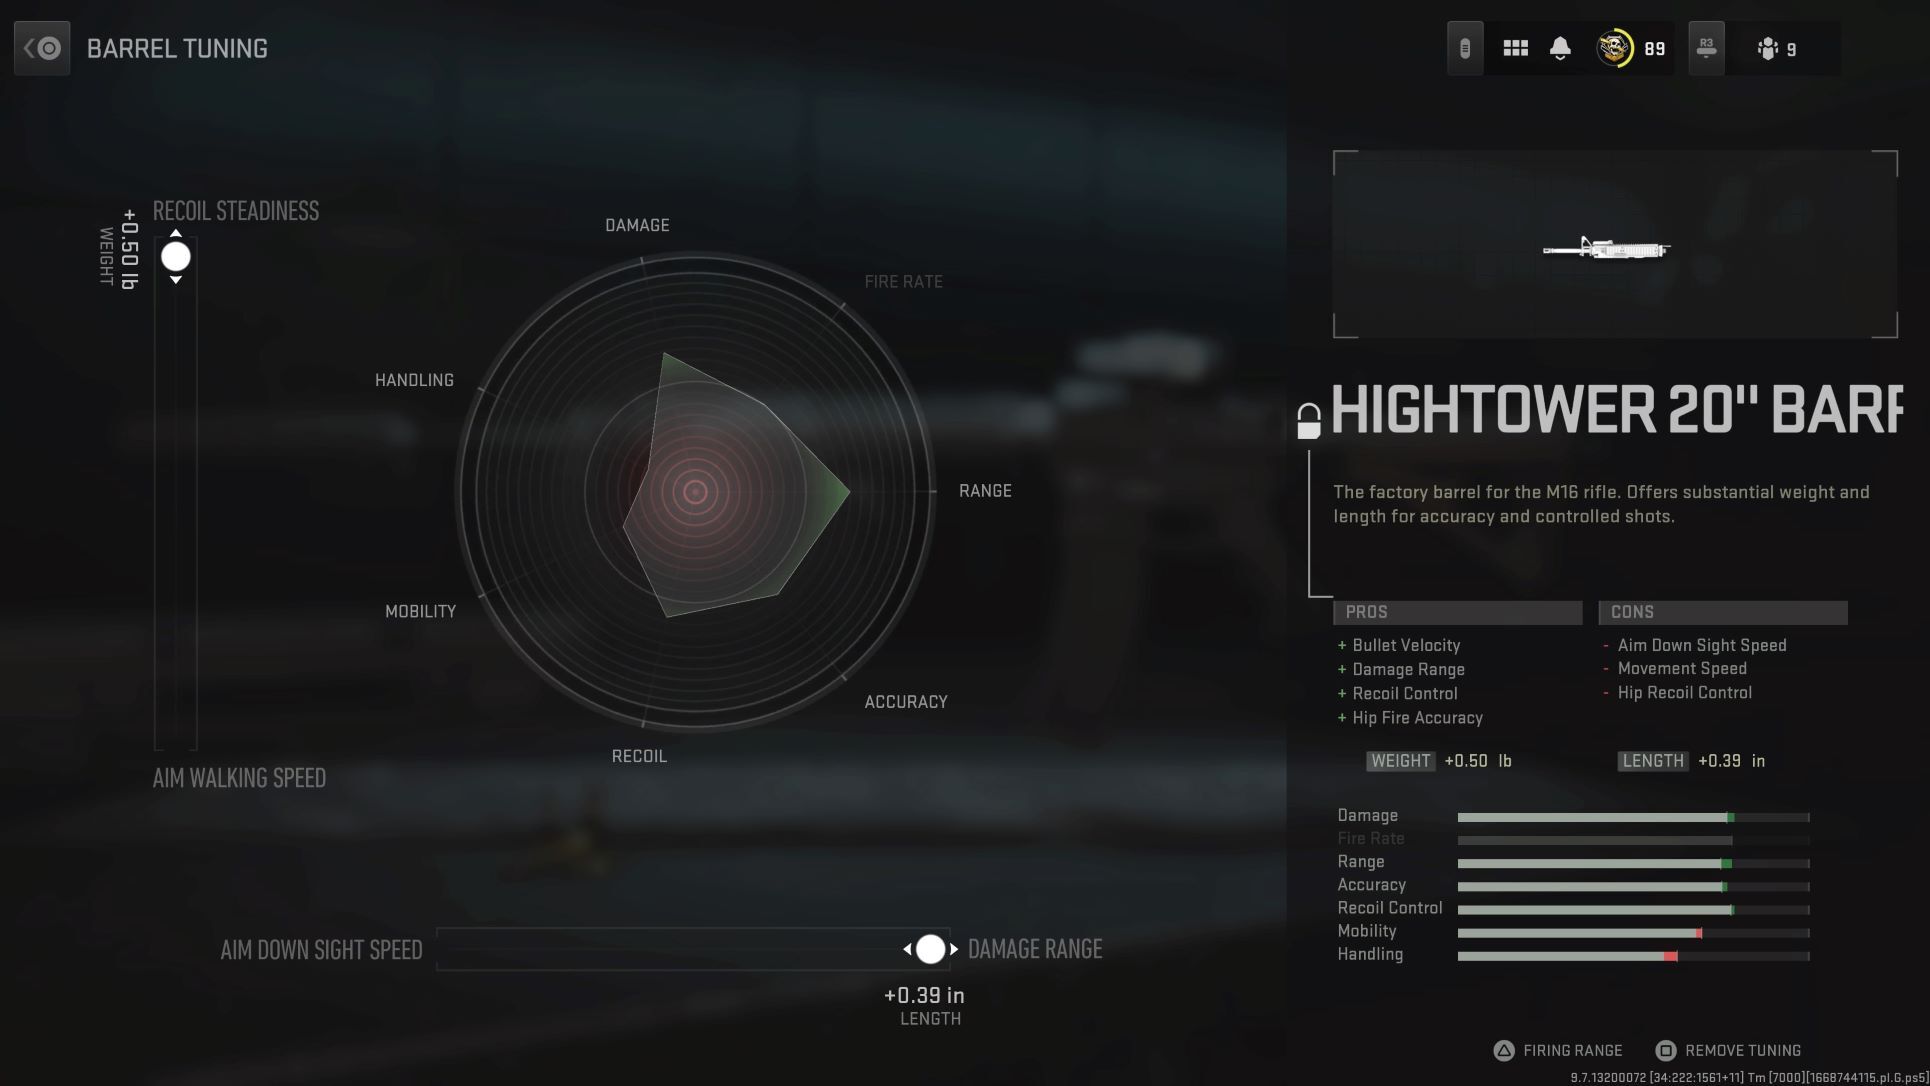 BARREL TUNING
89
R3
9
RECOIL STEADINESS
+0.50 lb
WEIGHT
DAMAGE
FIRE RATE
HANDLING
RANGE
MOBILITY
ACCURACY
RECOIL
AIM WALKING SPEED
AIM DOWN SIGHT SPEED
DAMAGE RANGE
+0.39 in
LENGTH
HIGHTOWER 20" BARR
The factory barrel for the M16 rifle. Offers substantial weight and
length for accuracy and controlled shots.
PROS
+ Bullet Velocity
+ Damage Range
+ Recoil Control
+ Hip Fire Accuracy
CONS
- Aim Down Sight Speed
- Movement Speed
- Hip Recoil Control
WEIGHT +0.50 lb
LENGTH +0.39 in
Damage
Fire Rate
Range
Accuracy
Recoil Control
Mobility
Handling
FIRING RANGE
REMOVE TUNING
9.7.13200072 [34:222:1561+11] Tm [7000][1668744115.pl.G.ps5]